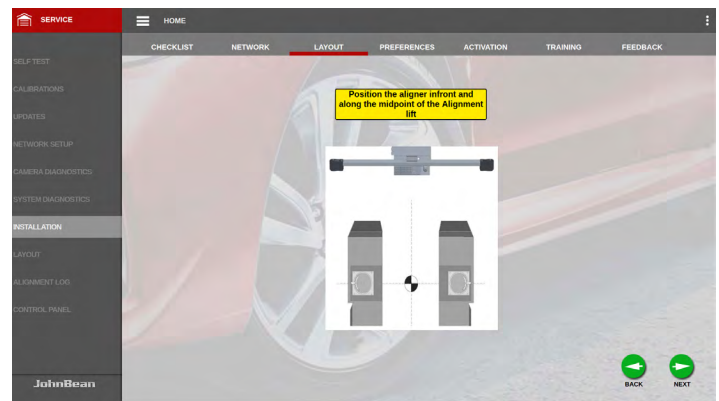 SERVICE
HOME
CHECKLIST NETWORK LAYOUT PREFERENCES ACTIVATION TRAINING FEEDBACK
SELF TEST
CALIBRATIONS
UPDATES
NETWORK SETUP
CAMERA DIAGNOSTICS
SYSTEM DIAGNOSTICS
INSTALLATION
LAYOUT
ALIGNMENT LOG
CONTROL PANEL
JohnBean
Position the aligner infront and
along the midpoint of the Alignment
lift
BACK NEXT